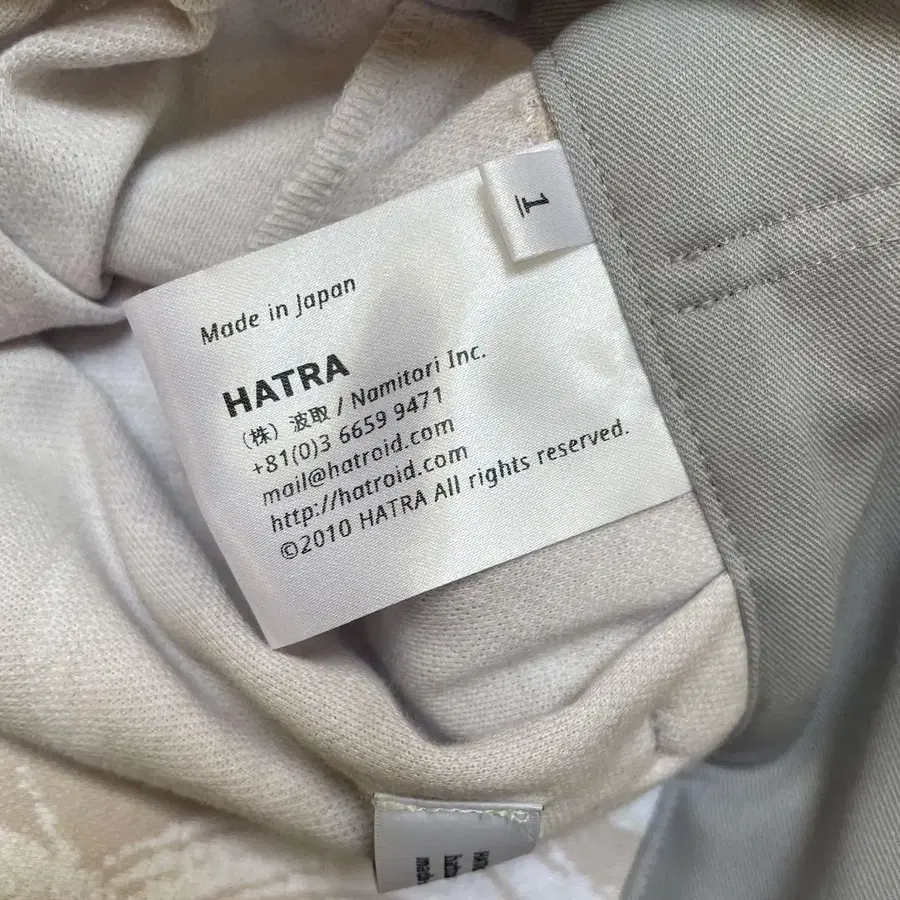 1
Made in Japan
HATRA
（株）波取 / Namitori Inc.
+81(0)3 6659 9471
mail@hatroid.com
http://hatroid.com
©2010 HATRA All rights reserved.